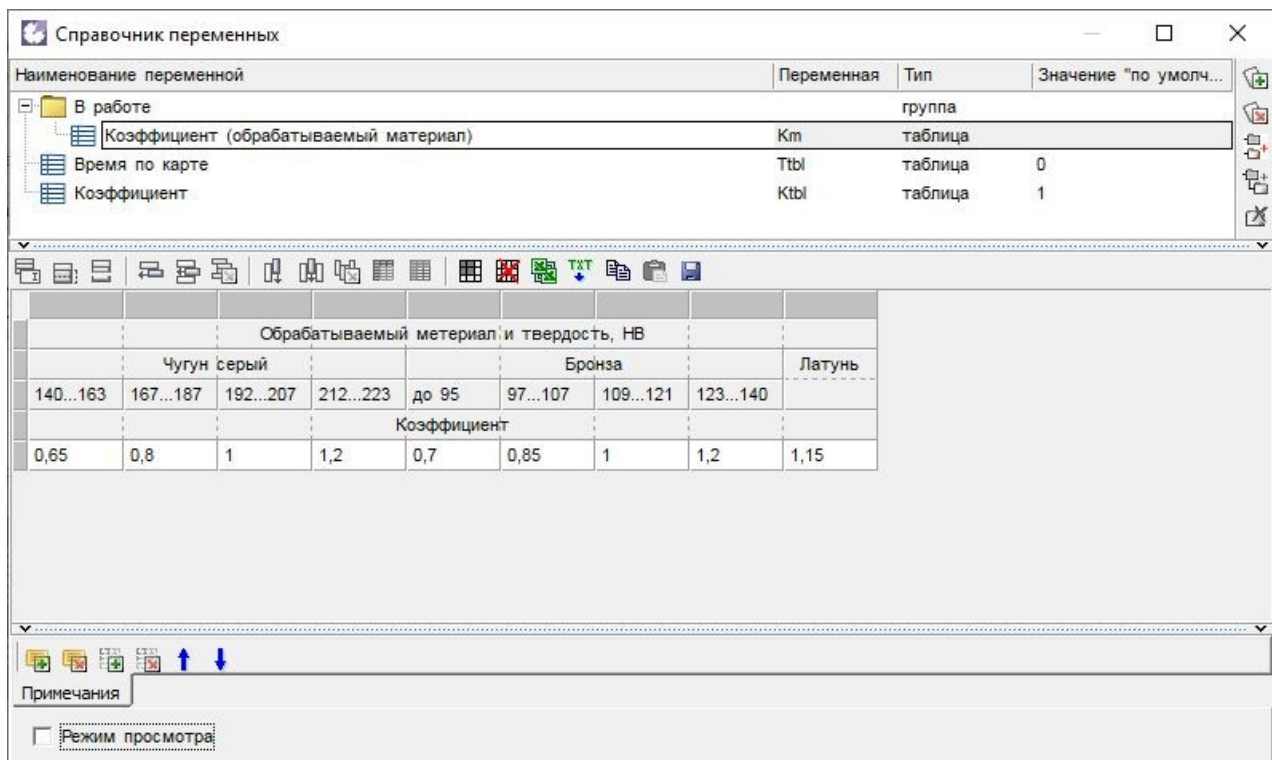 Справочник переменных
Наименование переменной Переменная Тип Значение "по умолч...
В работе группа
Коэффициент (обрабатываемый материал) Km таблица
Время по карте Ttbl таблица 0
Коэффициент Ktbl таблица 1
TXT
Обрабатываемый метериал и твердость, НВ
Чугун серый Бронза Латунь
140...163 167...187 192...207 212...223 до 95 97...107 109...121 123...140
Коэффициент
0,65 0,8 1 1,2 0,7 0,85 1 1,2 1,15
Примечания
Режим просмотра